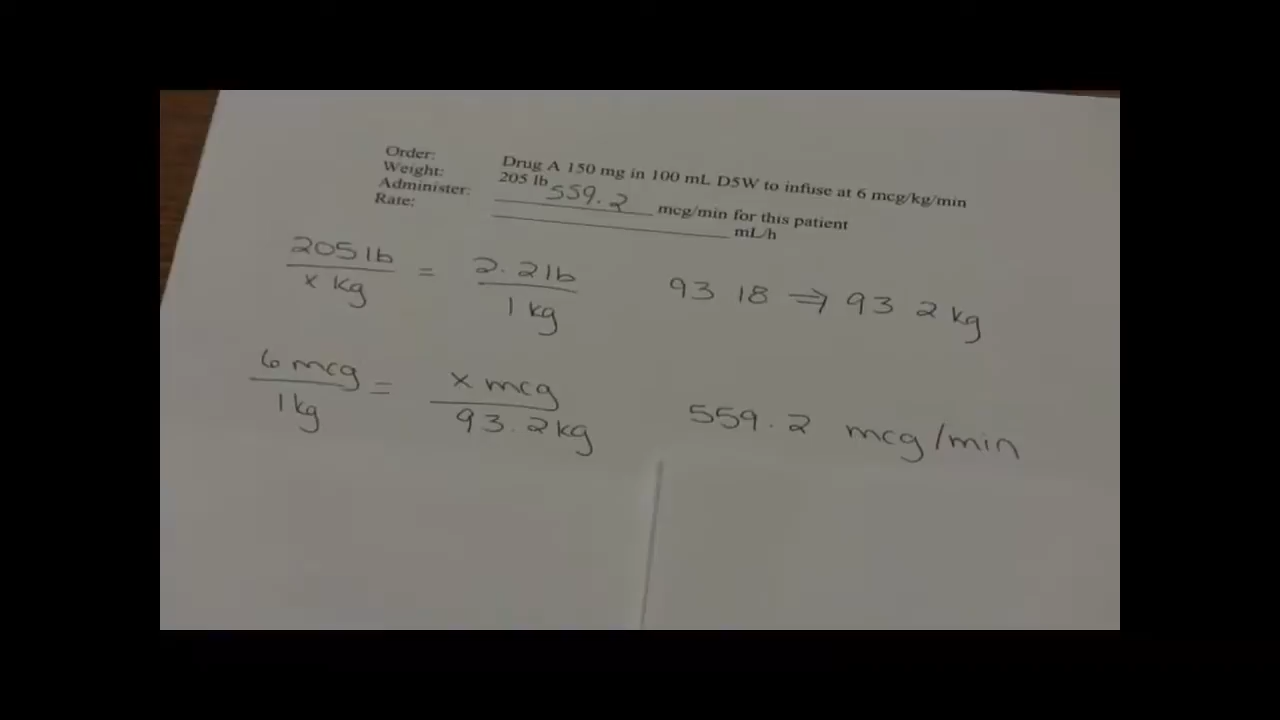 Order: Drug A 150 mg in 100 mL D5W to infuse at 6 mcg/kg/min
Weight: 205 lb
Administer: 559.2 mcg/min for this patient
Rate: mL/h
205 lb / x kg = 2.2 lb / 1 kg 93 18 ⇒ 93 2 kg
6 mcg / 1 kg = x mcg / 93.2 kg 559.2 mcg/min